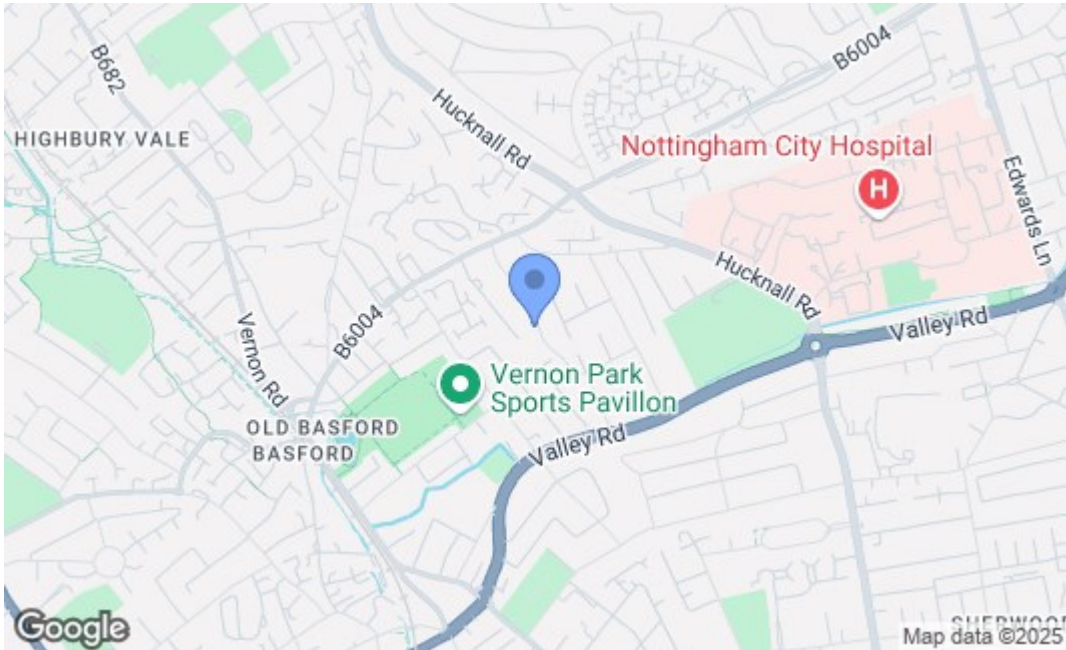 B682
B6004
Hucknall Rd
HIGHBURY VALE
Nottingham City Hospital
H
Edwards Ln
Hucknall Rd
Valley Rd
B6004
Vernon Rd
Vernon Park
Sports Pavillon
OLD BASFORD
BASFORD
Valley Rd
SHERWOOD
Google
Map data ©2025